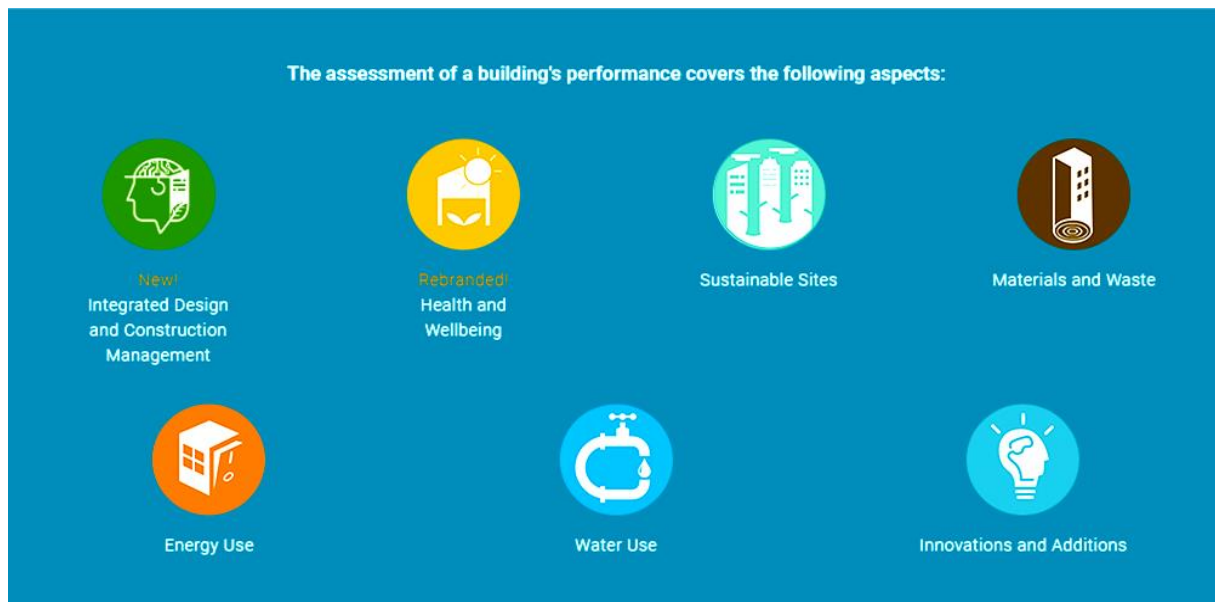 The assessment of a building's performance covers the following aspects:
New!
Integrated Design
and Construction
Management
Rebranded!
Health and
Wellbeing
Sustainable Sites
Materials and Waste
Energy Use
Water Use
Innovations and Additions